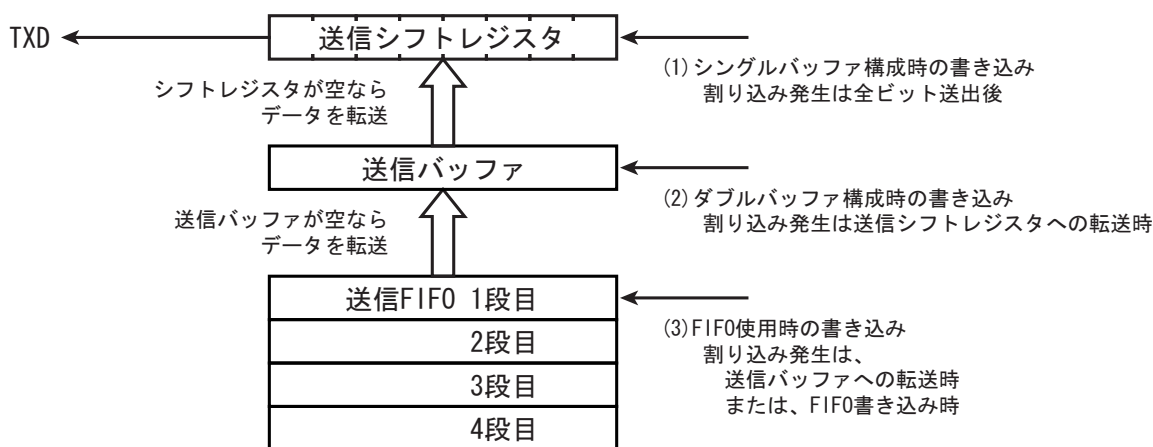 TXD
送信シフトレジスタ
(1)シングルバッファ構成時の書き込み
割り込み発生は全ビット送出後
シフトレジスタが空なら
データを転送
送信バッファ
(2)ダブルバッファ構成時の書き込み
割り込み発生は送信シフトレジスタへの転送時
送信バッファが空なら
データを転送
送信FIFO 1段目
2段目
3段目
4段目
(3)FIFO使用時の書き込み
割り込み発生は、
送信バッファへの転送時
または、FIFO書き込み時